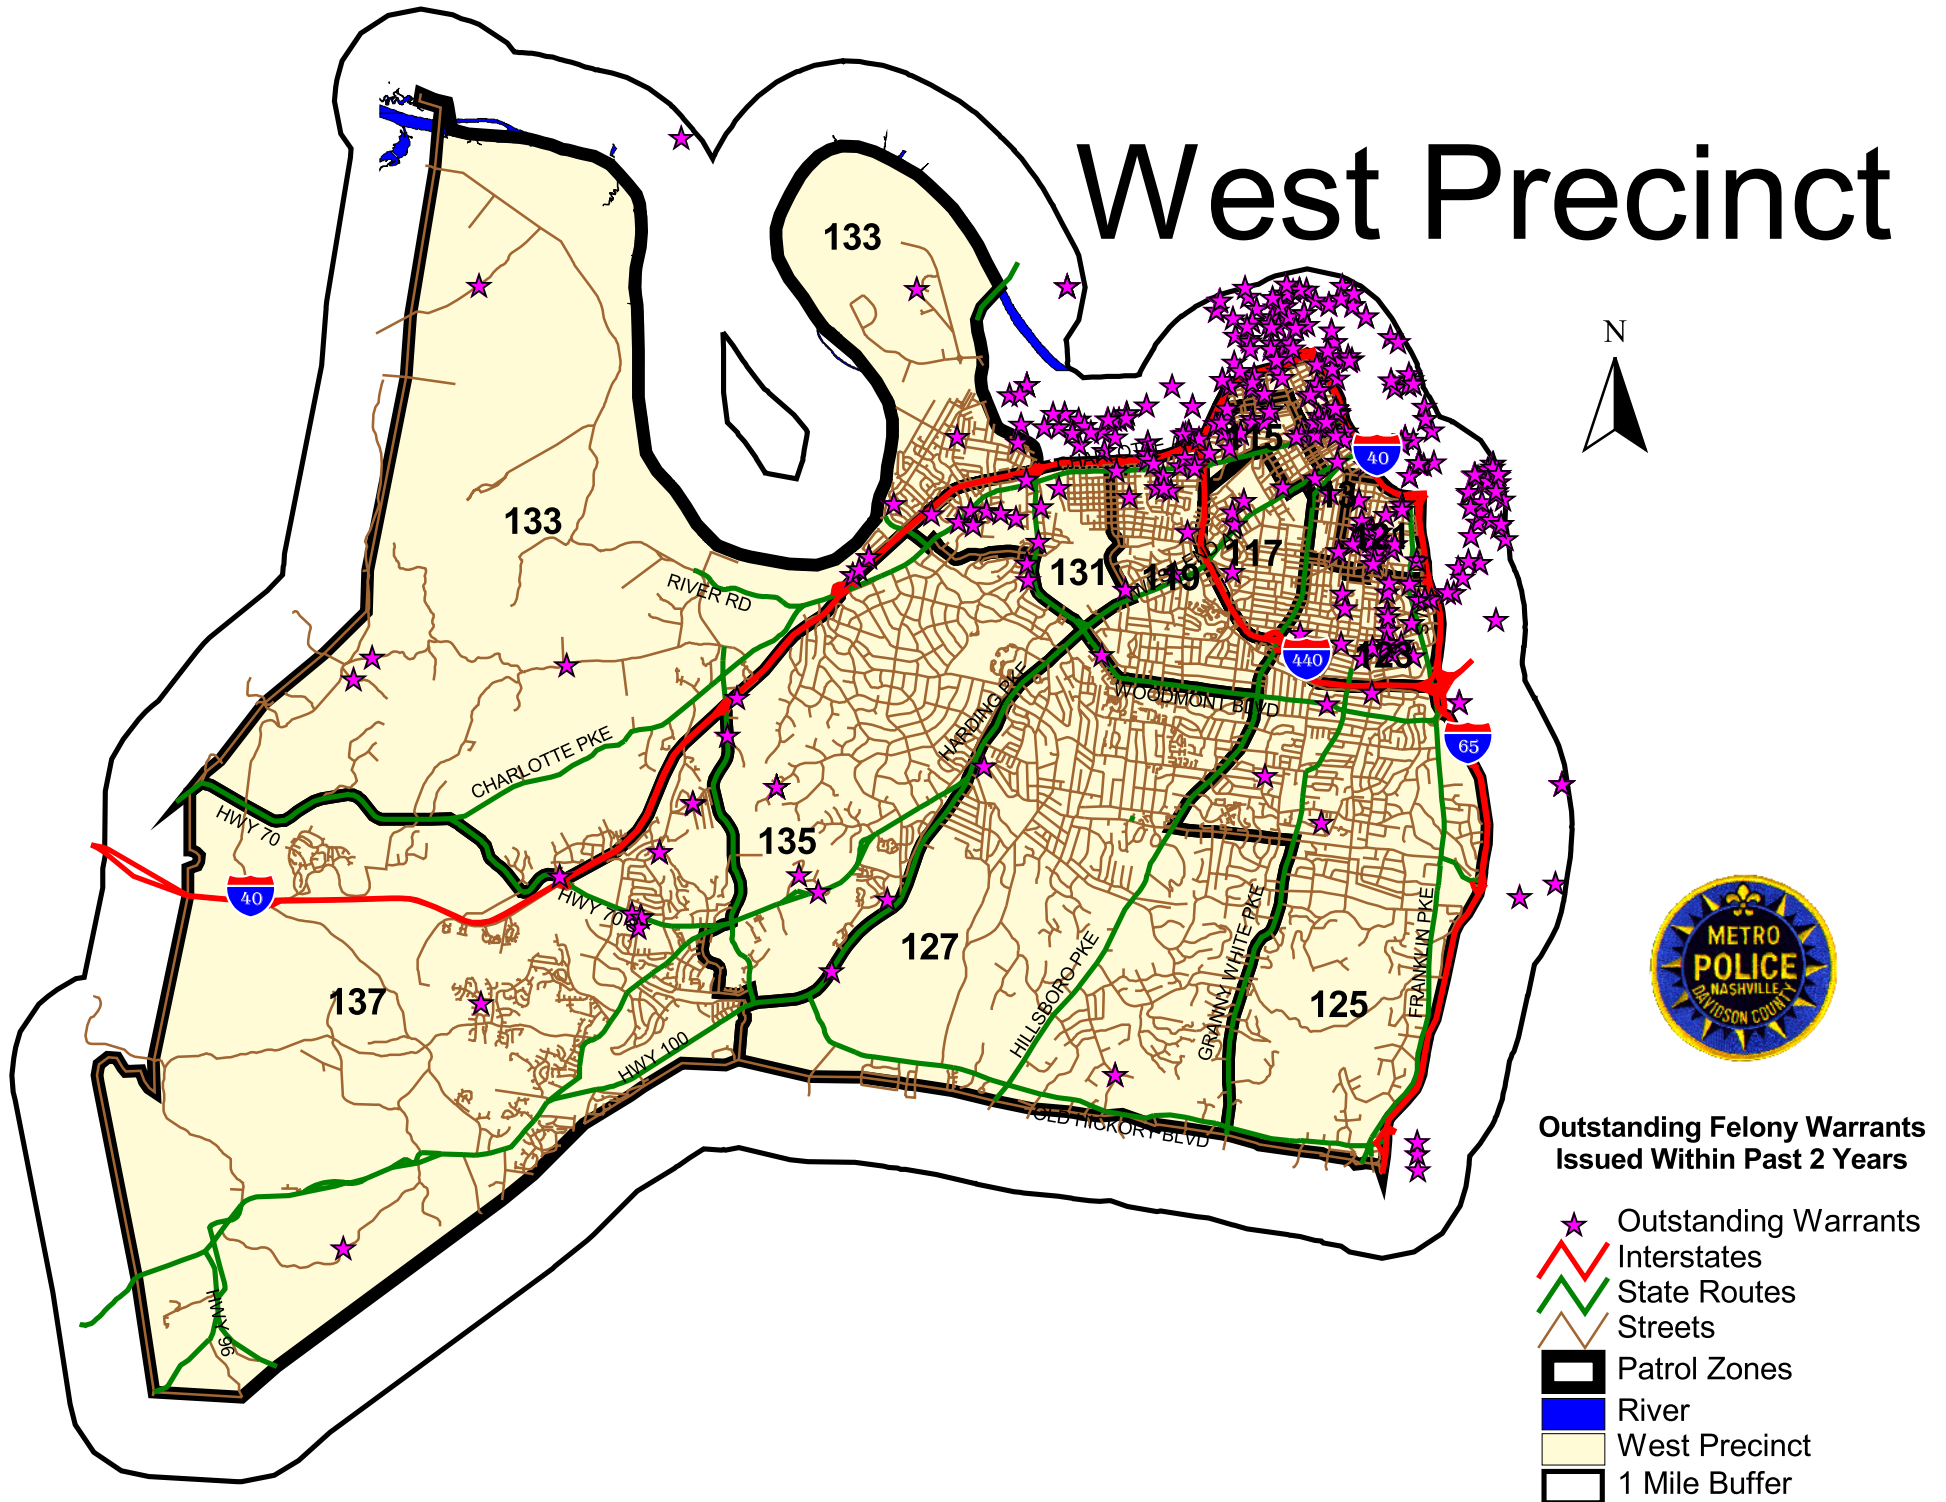 West Precinct
133
N
115
40
133
13
121
117
131
119
RIVER RD
123
440
HARDING PKE
WOODMONT BLVD
65
CHARLOTTE PKE
HWY 70
135
40
HWY 70
127
HILLSBORO PKE
GRANNY WHITE PKE
FRANKLIN PKE
METRO
POLICE
NASHVILLE
DAVIDSON COUNTY
137
125
HWY 100
OLD HICKORY BLVD
HWY 96
Outstanding Felony Warrants
Issued Within Past 2 Years
Outstanding Warrants
Interstates
State Routes
Streets
Patrol Zones
River
West Precinct
1 Mile Buffer